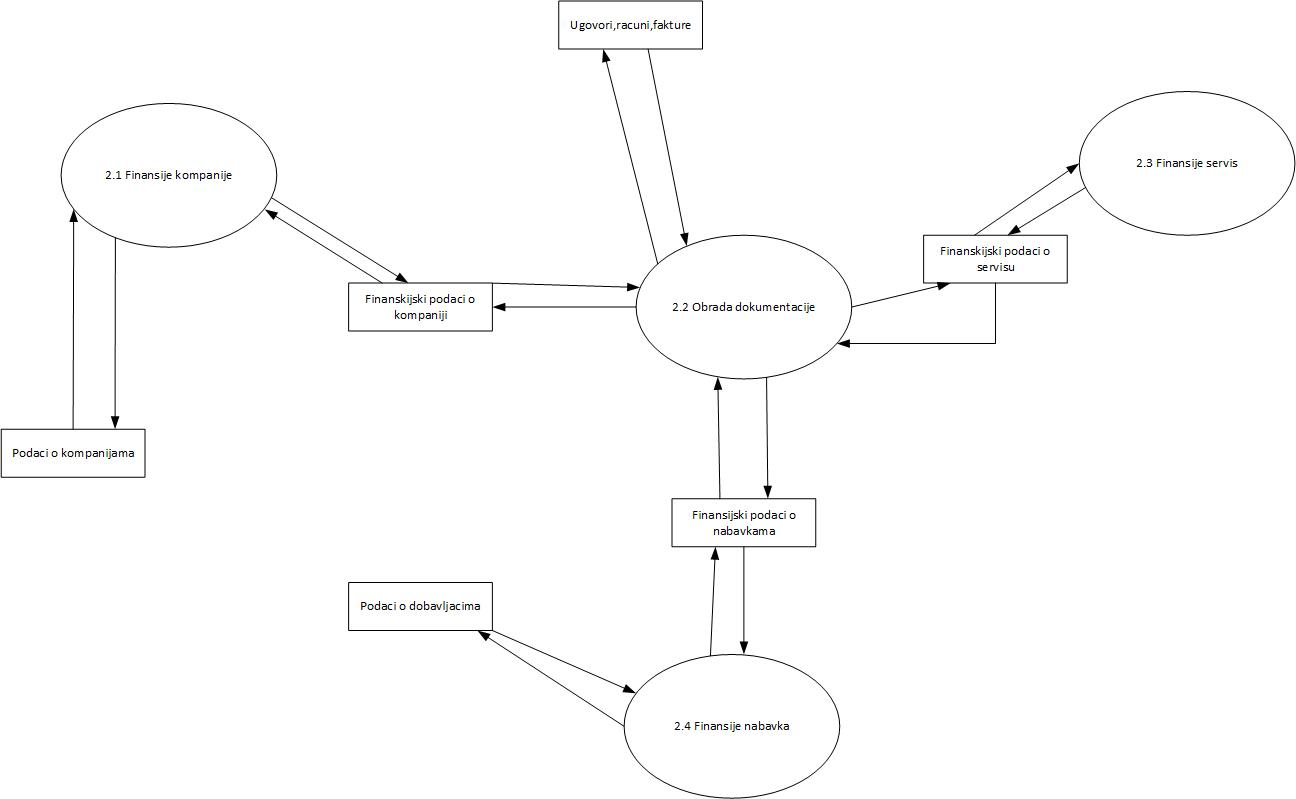 Ugovori,racuni,fakture
2.1 Finansije kompanije
2.3 Finansije servis
Finanskijski podaci o
servisu
Finanskijski podaci o
kompaniji
2.2 Obrada dokumentacije
Podaci o kompanijama
Finansijski podaci o
nabavkama
Podaci o dobavljacima
2.4 Finansije nabavka